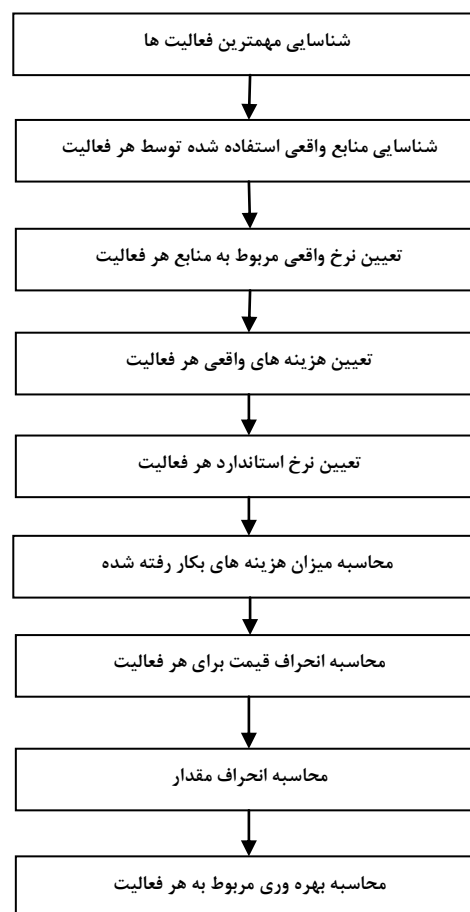 شناسایی مهمترین فعالیت ها
شناسایی منابع واقعی استفاده شده توسط هر فعالیت
تعیین نرخ واقعی مربوط به منابع هر فعالیت
تعیین هزینه های واقعی هر فعالیت
تعیین نرخ استاندارد هر فعالیت
محاسبه میزان هزینه های بکار رفته شده
محاسبه انحراف قیمت برای هر فعالیت
محاسبه انحراف مقدار
محاسبه بهره وری مربوط به هر فعالیت